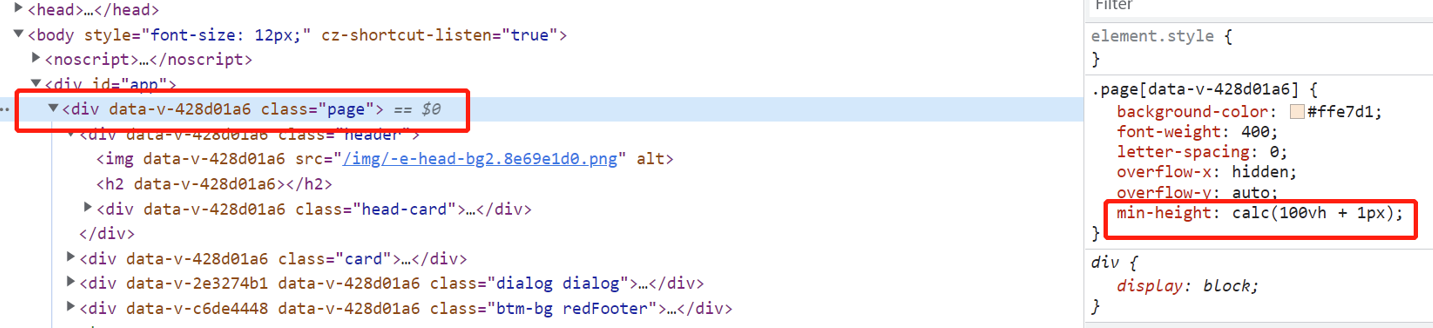 <head>…</head>
<body style="font-size: 12px;" cz-shortcut-listen="true">
<noscript>…</noscript>
<div id="app">
<div data-v-428d01a6 class="page"> == $0
<div data-v-428d01a6 class="header">
<img data-v-428d01a6 src="/img/-e-head-bg2.8e69e1d0.png" alt>
<h2 data-v-428d01a6></h2>
<div data-v-428d01a6 class="head-card">…</div>
</div>
<div data-v-428d01a6 class="card">…</div>
<div data-v-2e3274b1 data-v-428d01a6 class="dialog dialog">…</div>
<div data-v-c6de4448 data-v-428d01a6 class="btm-bg redFooter">…</div>
Filter
element.style {
}
.page[data-v-428d01a6] {
background-color: #ffe7d1;
font-weight: 400;
letter-spacing: 0;
overflow-x: hidden;
overflow-y: auto;
min-height: calc(100vh + 1px);
}
div {
display: block;
}